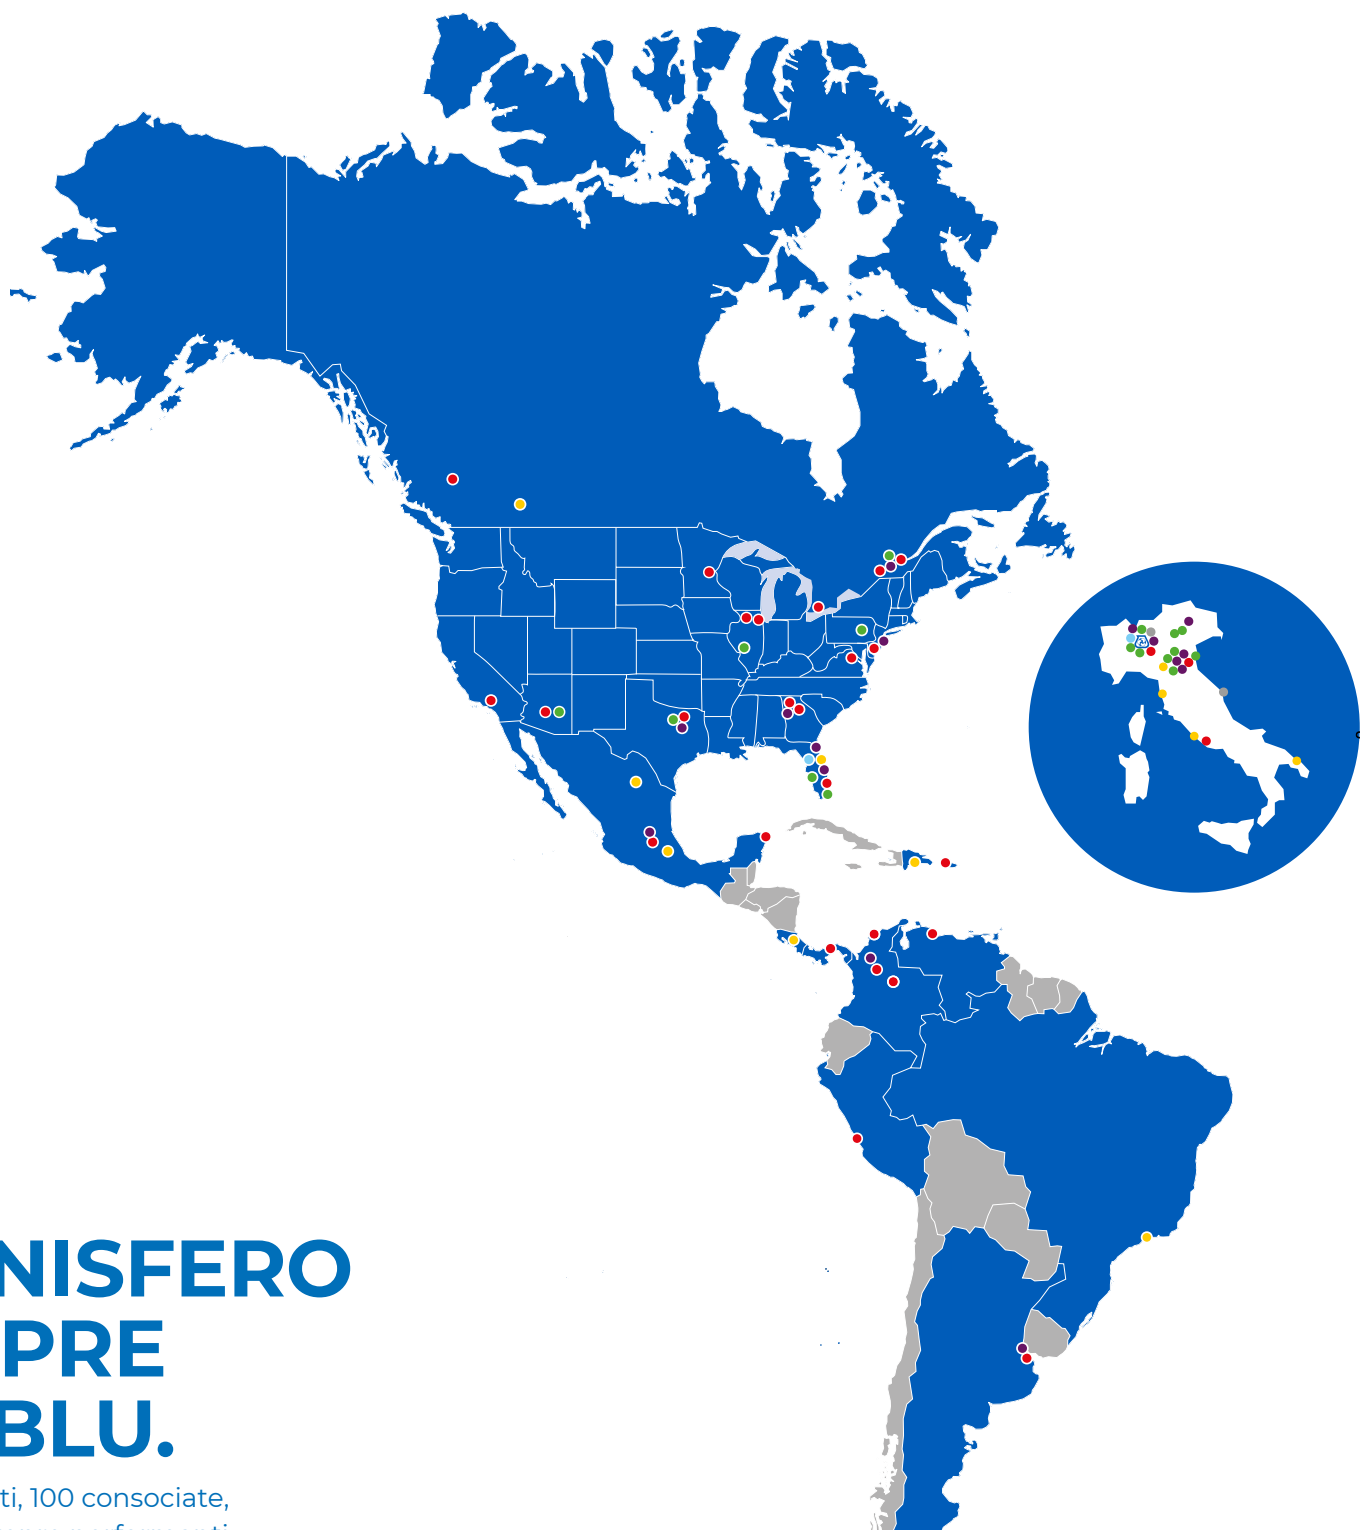 NISFERO
PRE
BLU.
ti, 100 consociate,